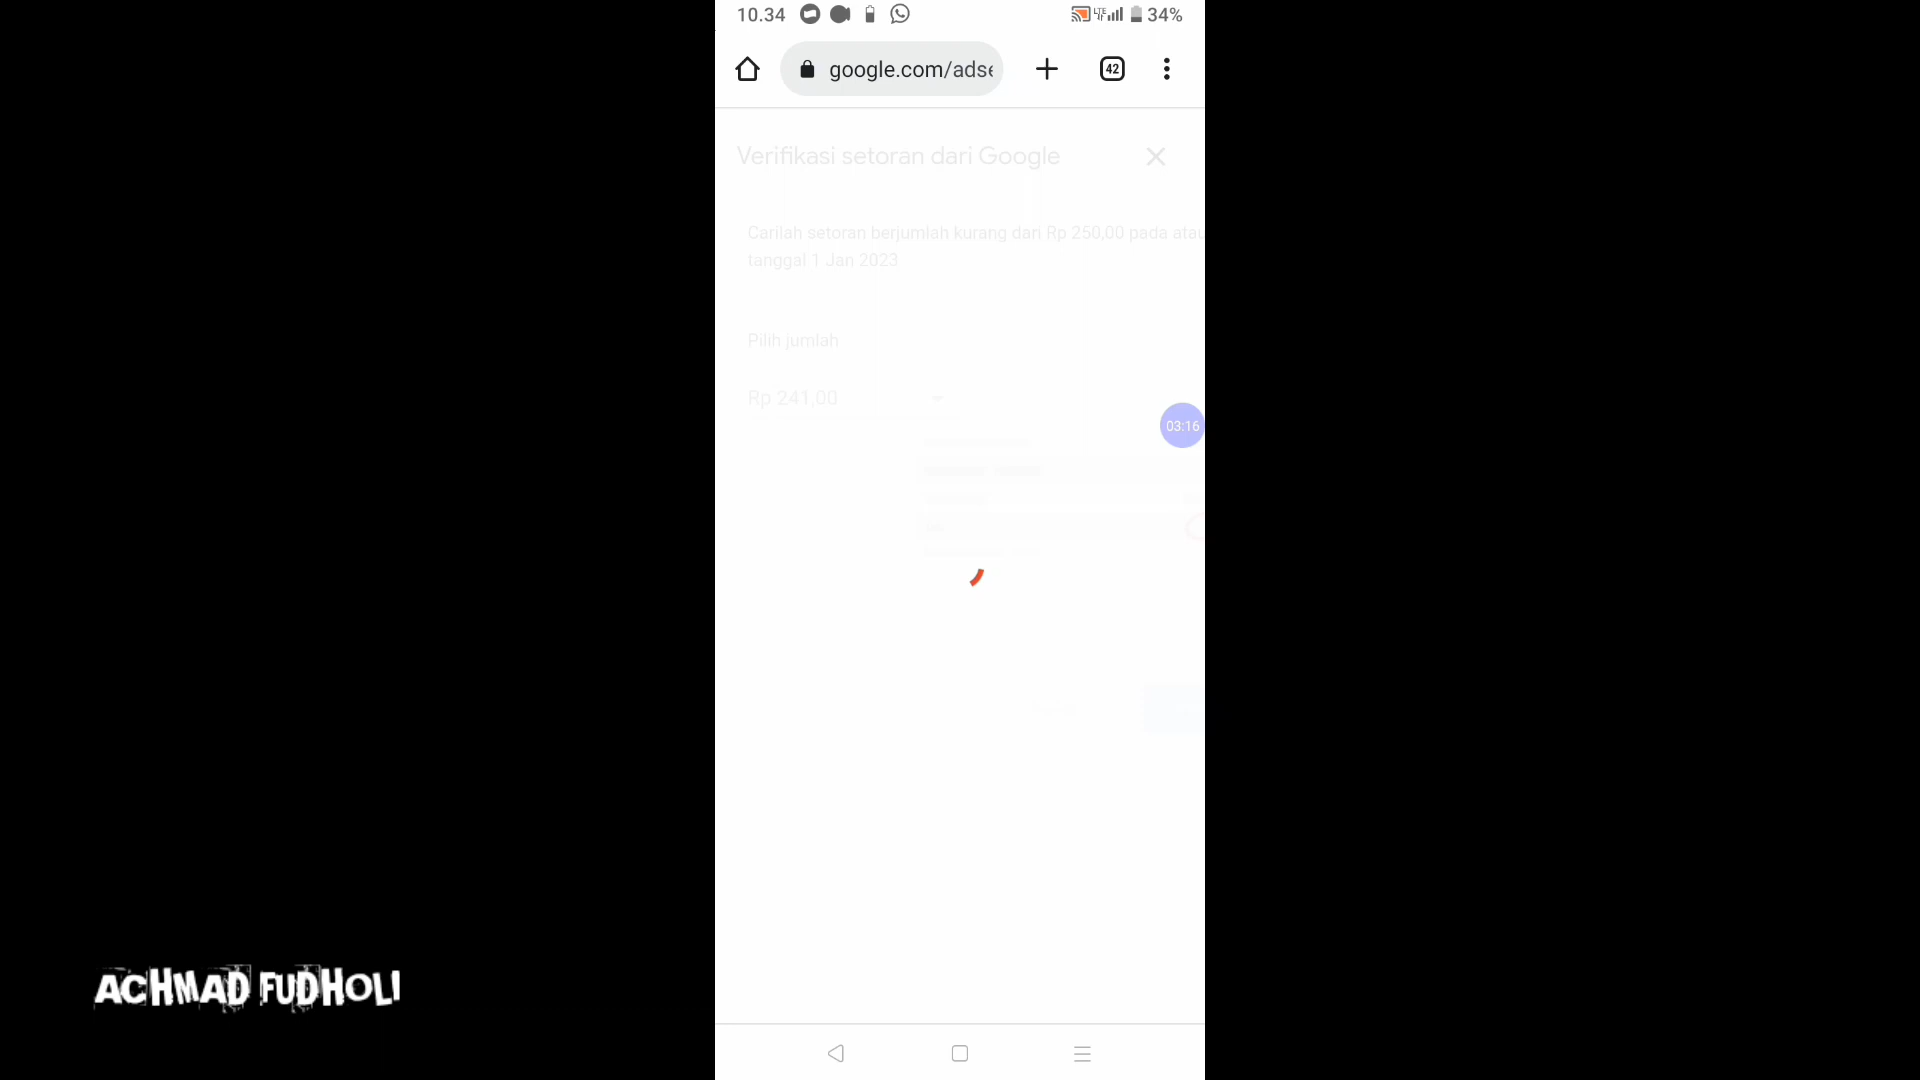 10.34
LTE
34%
google.com/adse
42
Verifikasi setoran dari Google
Carilah setoran berjumlah kurang dari Rp 250,00 pada atau
tanggal 1 Jan 2023
Pilih jumlah
Rp 241,00
03:16
ACHMAD FUDHOLI